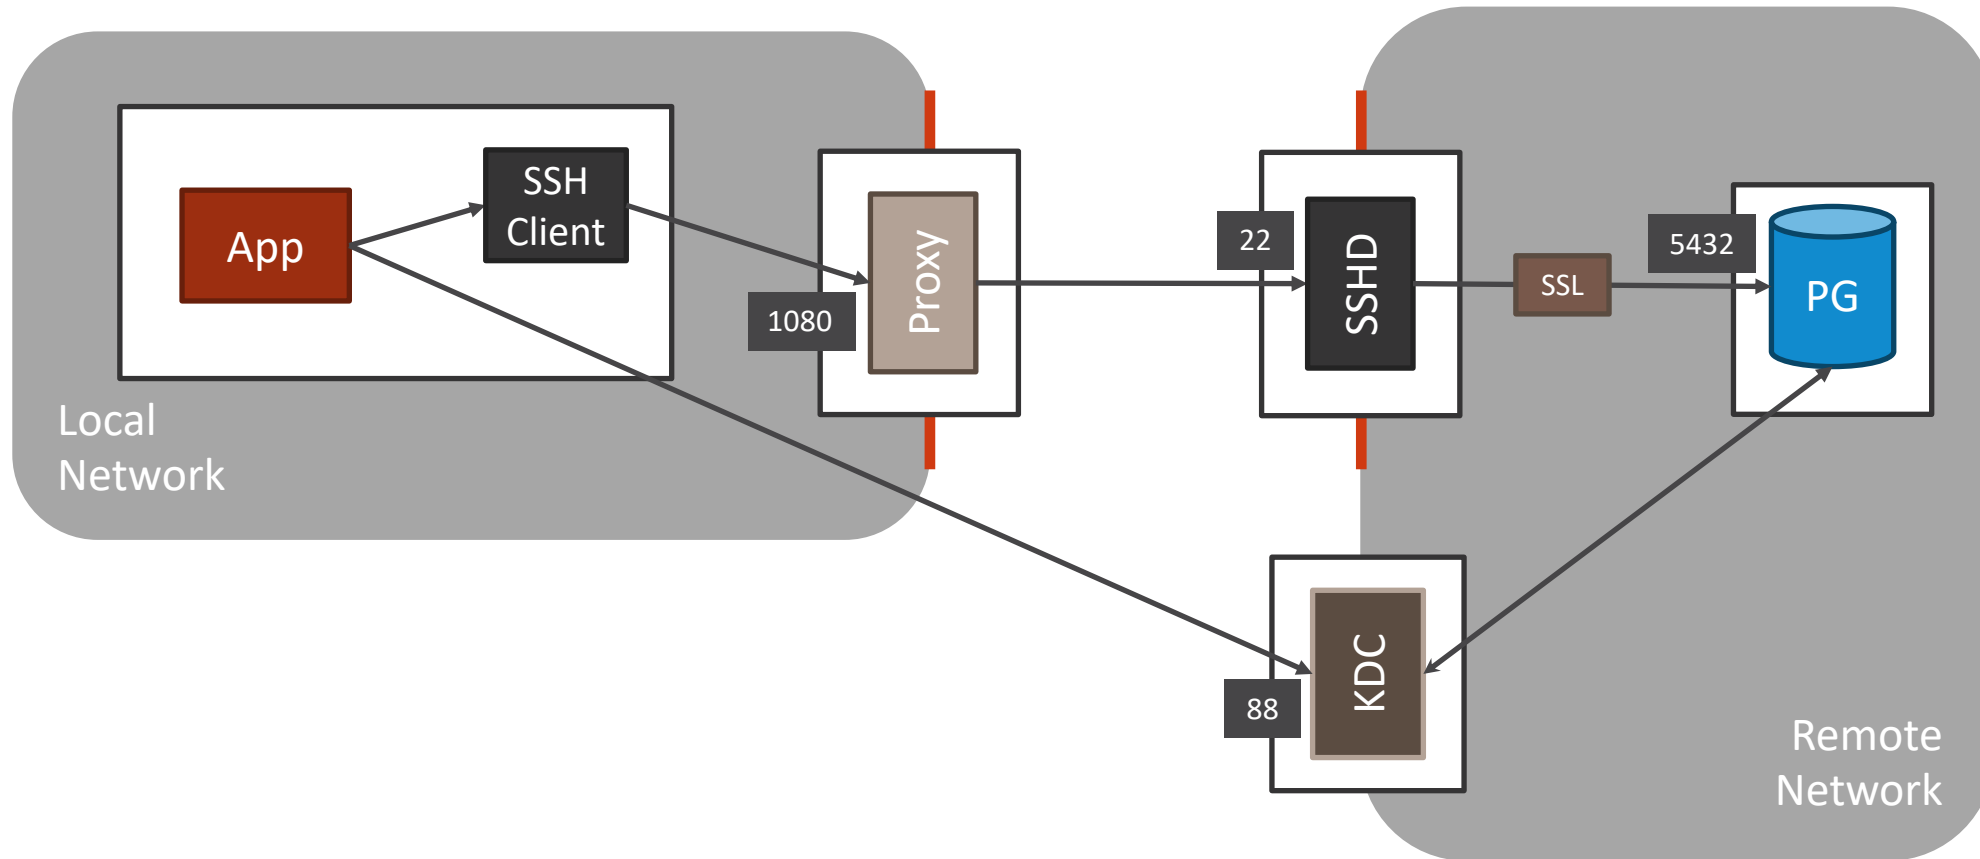 App
SSH
Client
1080
Proxy
22
SSHD
SSL
5432
PG
Local
Network
88
KDC
Remote
Network